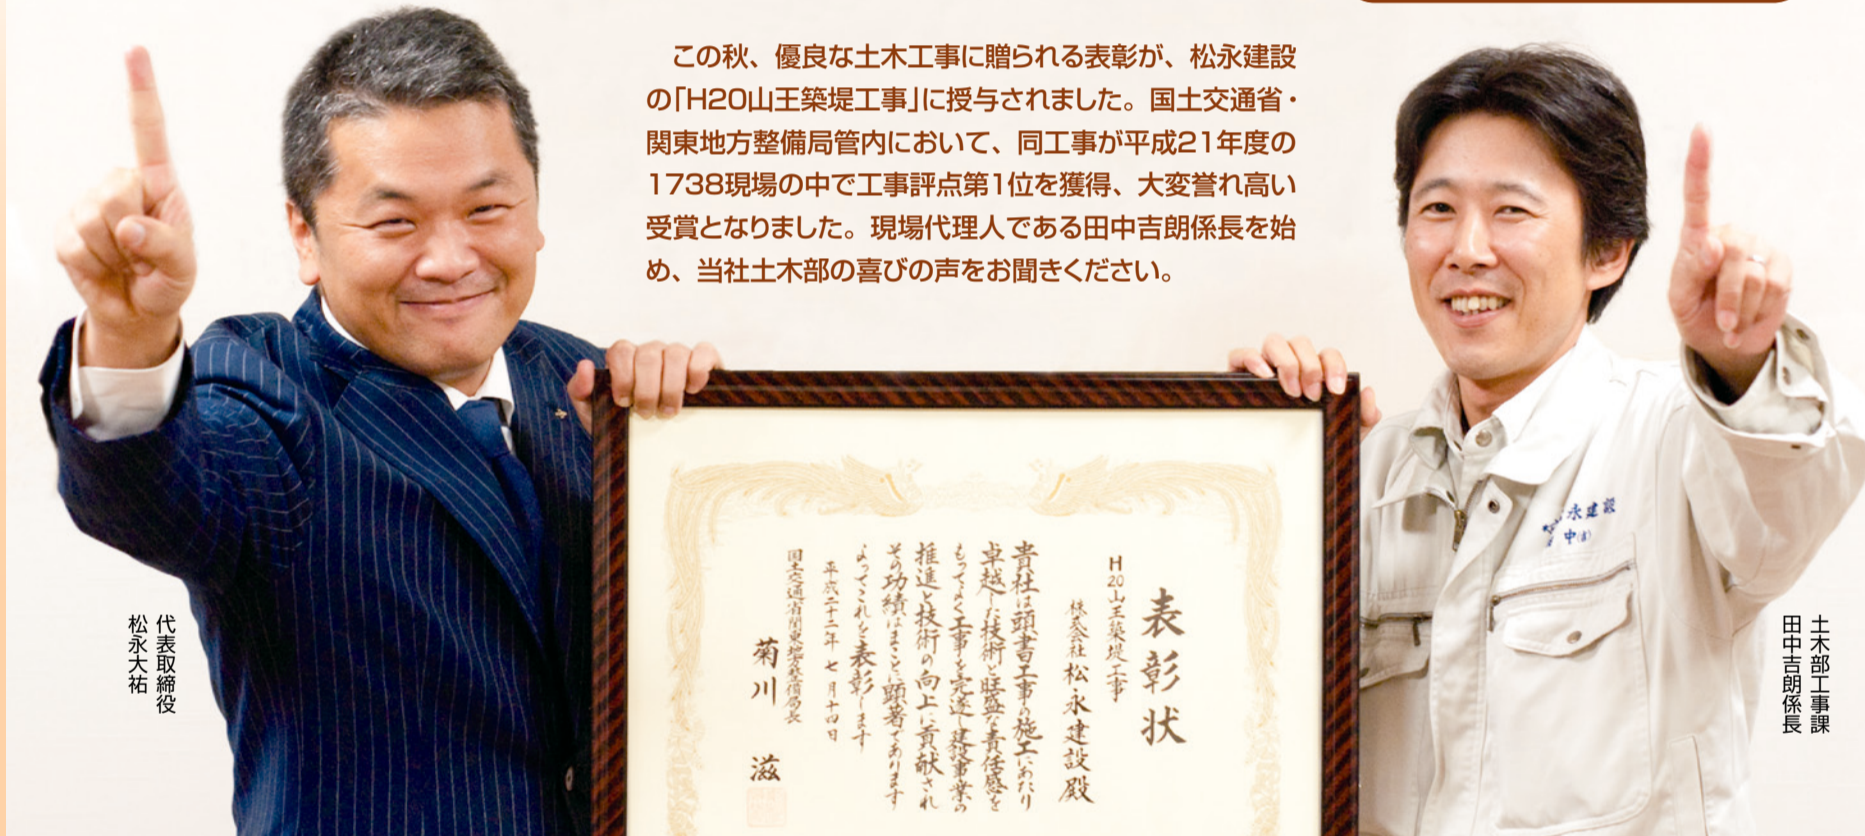 この秋、優良な土木工事に贈られる表彰が、松永建設
の「H20山王築堤工事」に授与されました。国土交通省・
関東地方整備局管内において、同工事が平成21年度の
1738現場の中で工事評点第1位を獲得、大変誉れ高い
受賞となりました。現場代理人である田中吉朗係長を始
め、当社土木部の喜びの声をお聞きください。
代表取締役
松永大祐
表彰状
H20山王築堤工事
株式会社 松永建設殿
貴社は頭書工事の施工にあたり
卓越した技術と旺盛な責任感を
もってよく工事を完遂し建設事業の
推進と技術の向上に貢献され
その功績はまことに顕著であります
よってこれを表彰します
平成二十二年七月十四日
国土交通省関東地方整備局長
菊川 滋
永建設
中(吉)
土木部工事課
田中吉朗係長